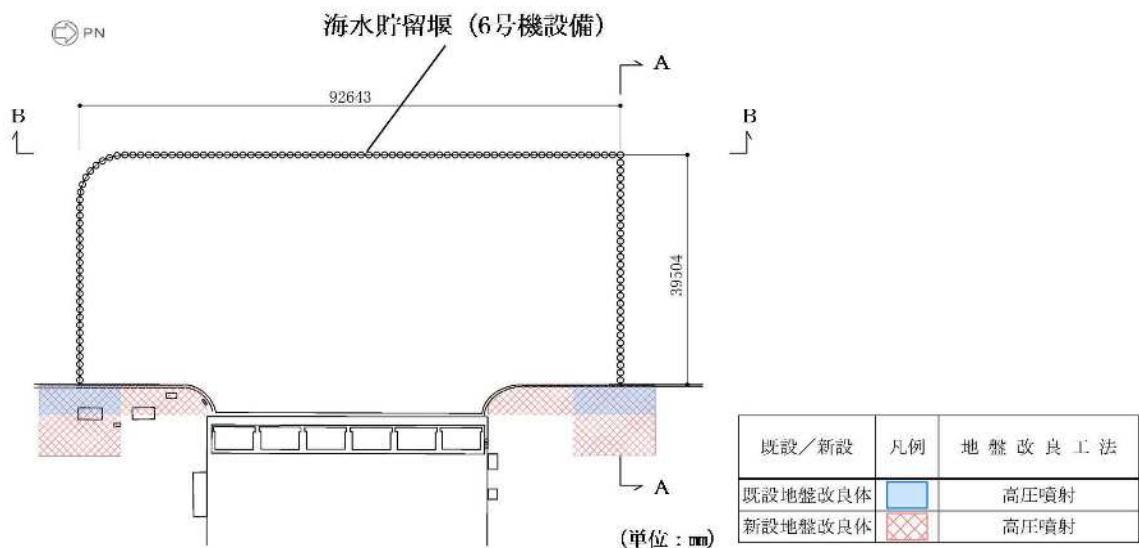 海水貯留堰（6号機設備）
PN
A
92643
B
B
39504
A
（単位：㎜）
既設／新設 凡例 地盤改良工法
既設地盤改良体 高圧噴射
新設地盤改良体 高圧噴射